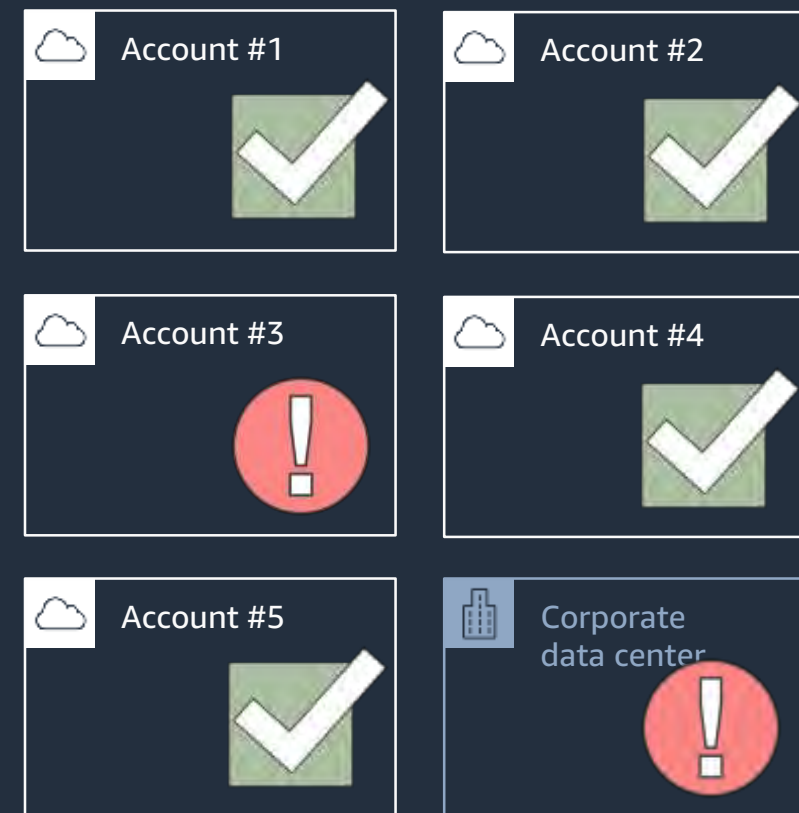 Account #1
Account #2
Account #3
Account #4
Account #5
Corporate
data center